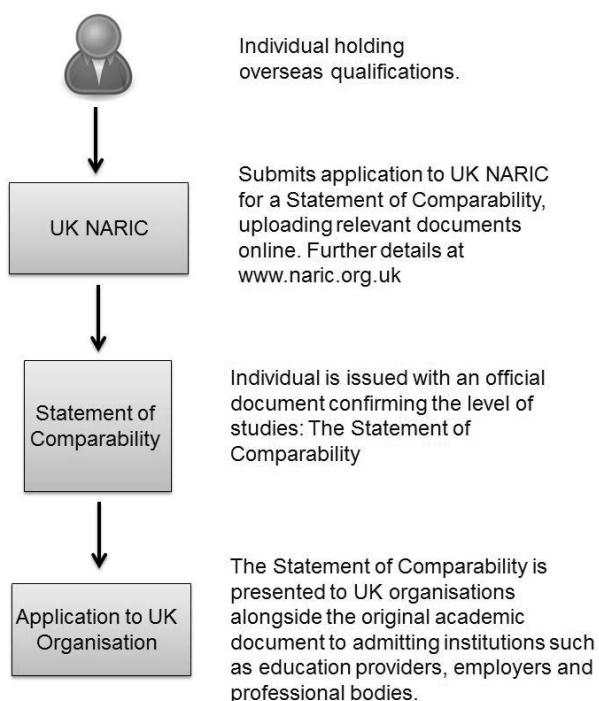 Individual holding
overseas qualifications.
UK NARIC
Submits application to UK NARIC
for a Statement of Comparability,
uploading relevant documents
online. Further details at
www.naric.org.uk
Statement of
Comparability
Individual is issued with an official
document confirming the level of
studies: The Statement of
Comparability
Application to UK
Organisation
The Statement of Comparability is
presented to UK organisations
alongside the original academic
document to admitting institutions such
as education providers, employers and
professional bodies.